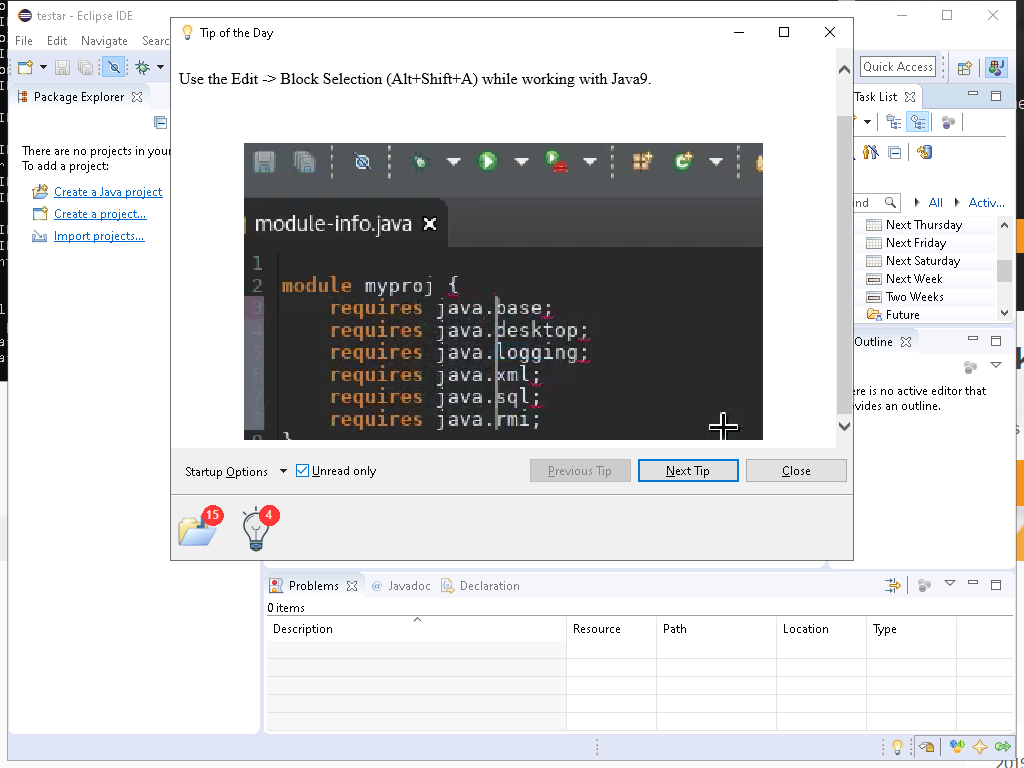 testar - Eclipse IDE
File Edit Navigate Searc
Package Explorer
There are no projects in your
To add a project:
Create a Java project
Create a project...
Import projects...
Tip of the Day
Use the Edit -> Block Selection (Alt+Shift+A) while working with Java9.
module-info.java
1
2 module myproj {
requires java.base;
requires java.desktop;
requires java.logging;
requires java.xml;
requires java.sql;
requires java.rmi;
}
Startup Options Unread only Previous Tip Next Tip Close
15 4
Quick Access
Task List
nd All Activ...
Next Thursday
Next Friday
Next Saturday
Next Week
Two Weeks
Future
Outline
ere is no active editor that
ovides an outline.
Problems @ Javadoc Declaration
0 items
Description Resource Path Location Type
2019